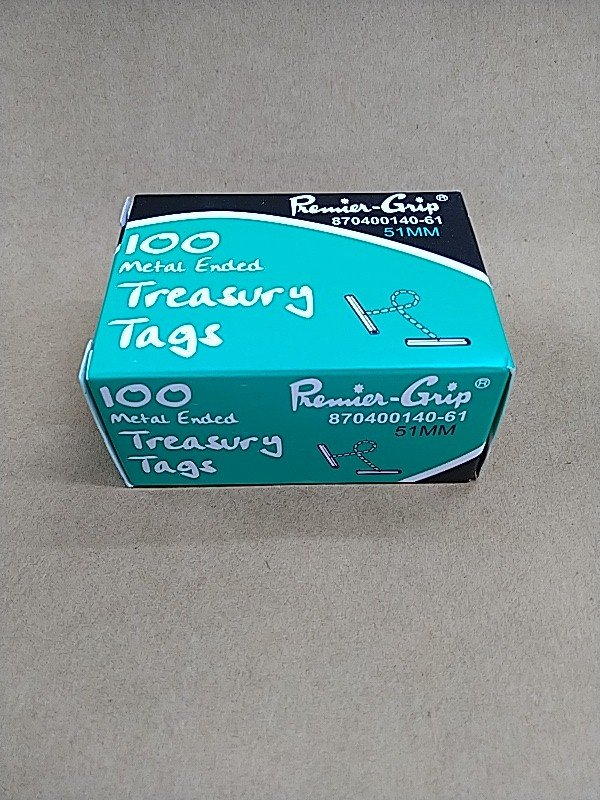 Premier-Grip®
870400140-61
51MM
100
Metal Ended
Treasury
Tags
100
Metal Ended
Treasury
Tags
Premier-Grip®
870400140-61
51MM